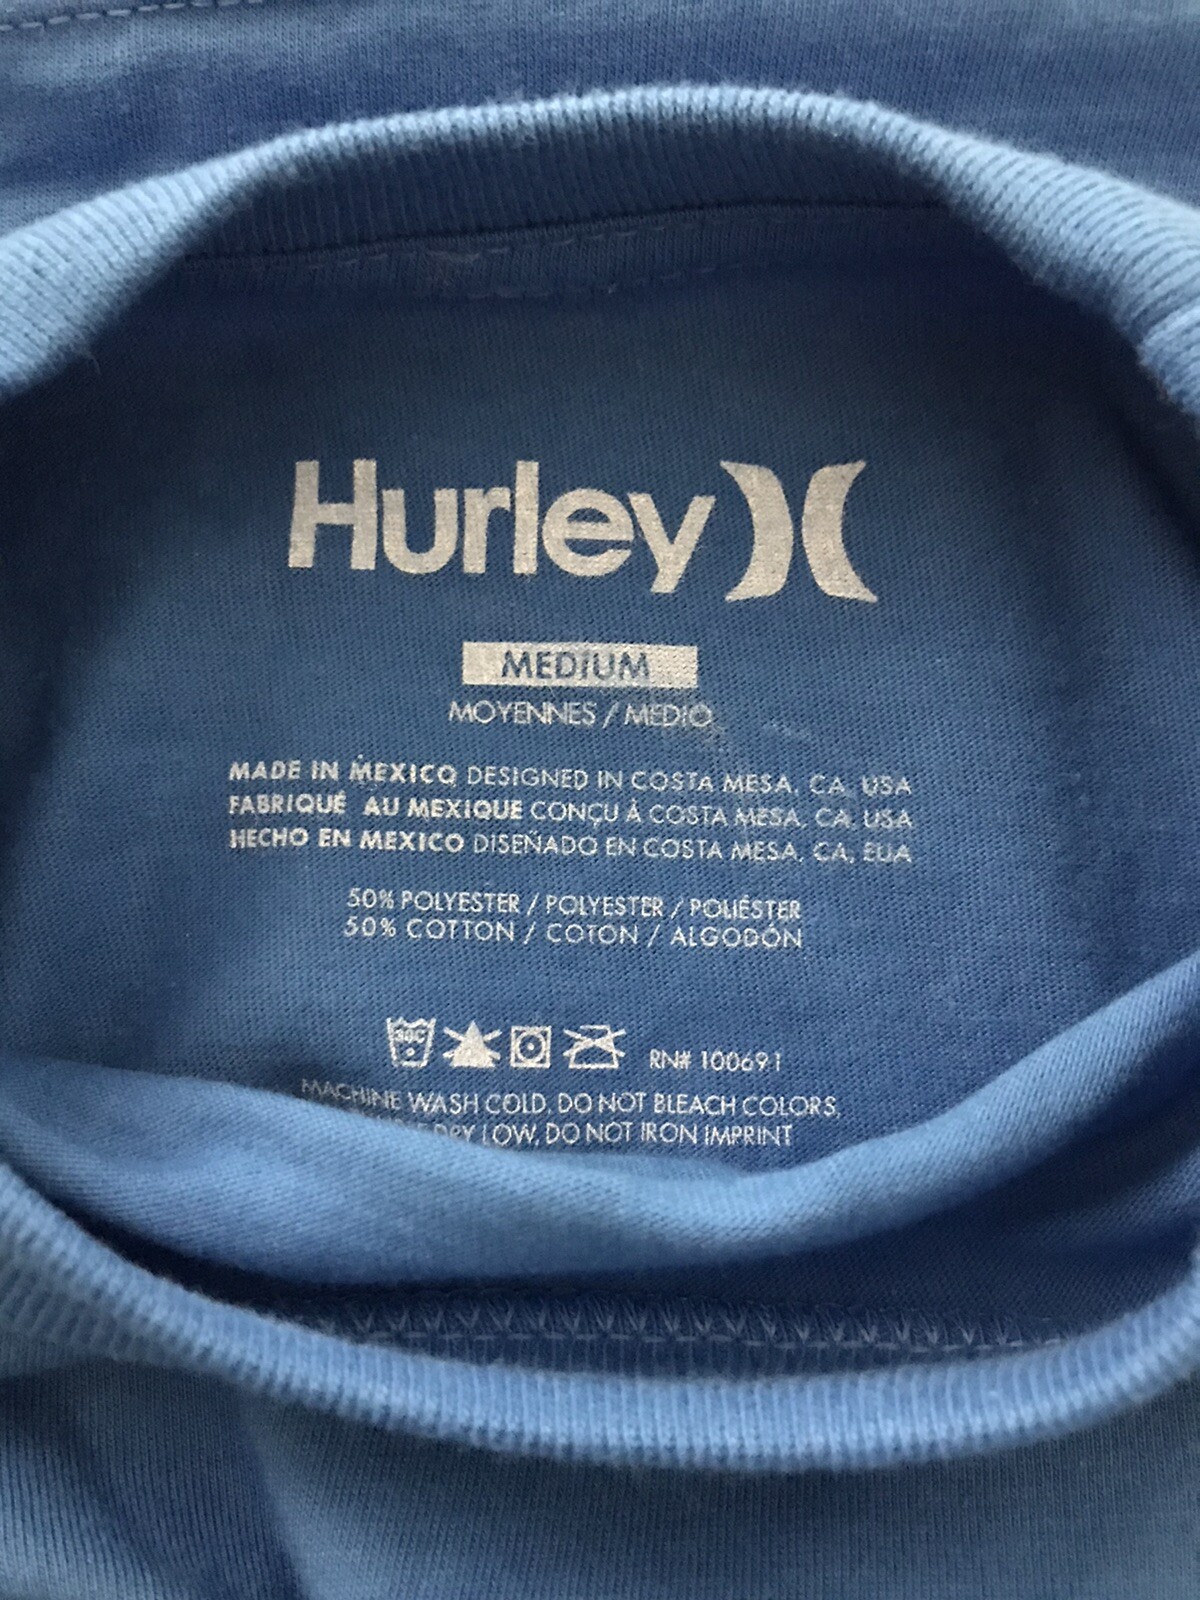 Hurley
MEDIUM
MOYENNES / MEDIO
MADE IN MEXICO DESIGNED IN COSTA MESA, CA, USA
FABRIQUÉ AU MEXIQUE CONÇU À COSTA MESA, CA, USA
HECHO EN MEXICO DISEÑADO EN COSTA MESA, CA, EUA
50% POLYESTER / POLYESTER / POLIÉSTER
50% COTTON / COTON / ALGODÓN
30C RN# 100691
MACHINE WASH COLD, DO NOT BLEACH COLORS,
DRY LOW, DO NOT IRON IMPRINT